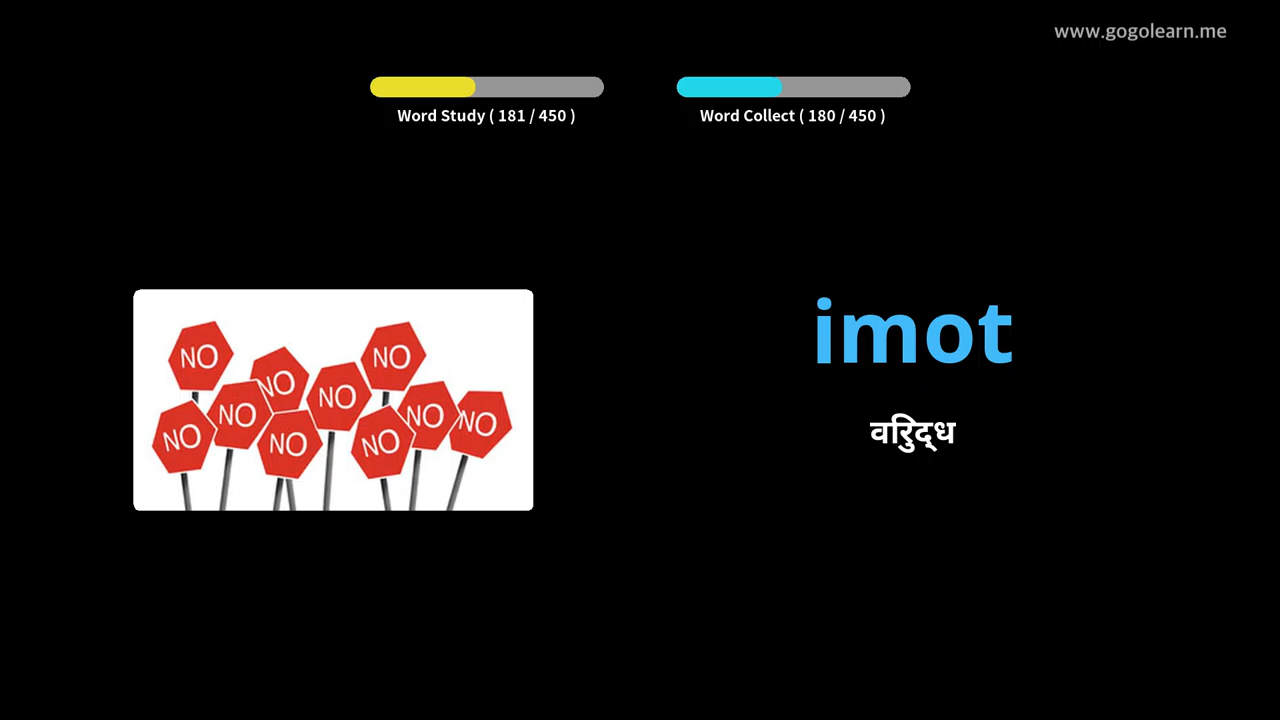 www.gogolearn.me
Word Study ( 181 / 450 )
Word Collect ( 180 / 450 )
NO NO NO NO NO NO NO NO NO NO
imot
विरुद्ध